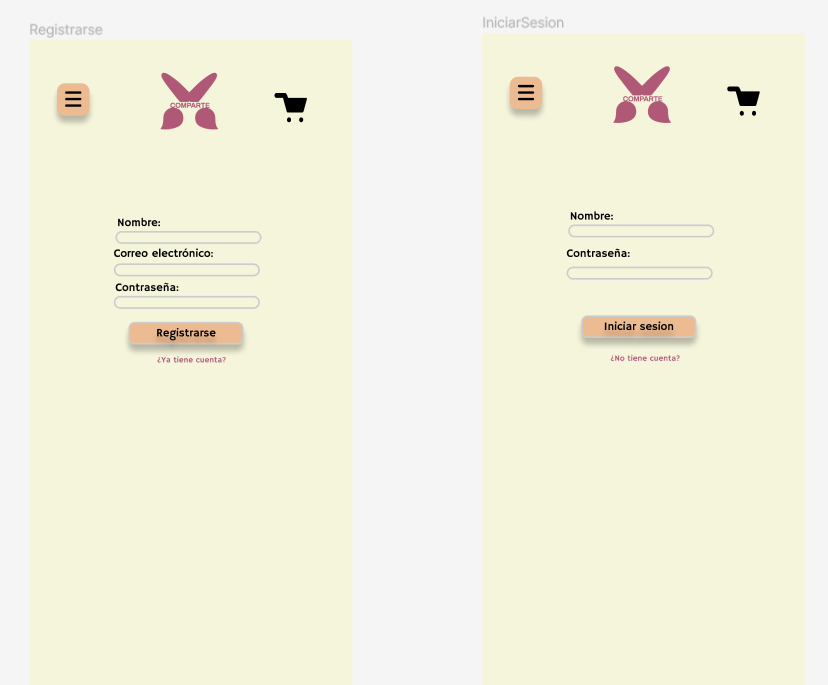 Registrarse
COMPARTE
Nombre:
Correo electrónico:
Contraseña:
Registrarse
¿Ya tiene cuenta?
IniciarSesion
COMPARTE
Nombre:
Contraseña:
Iniciar sesion
¿No tiene cuenta?